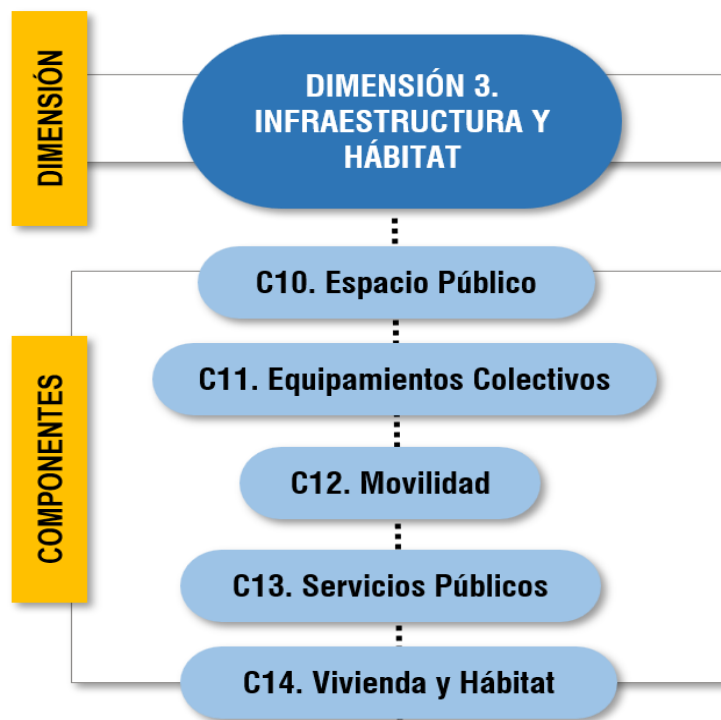 DIMENSIÓN
DIMENSIÓN 3.
INFRAESTRUCTURA Y
HÁBITAT
COMPONENTES
C10. Espacio Público
C11. Equipamientos Colectivos
C12. Movilidad
C13. Servicios Públicos
C14. Vivienda y Hábitat